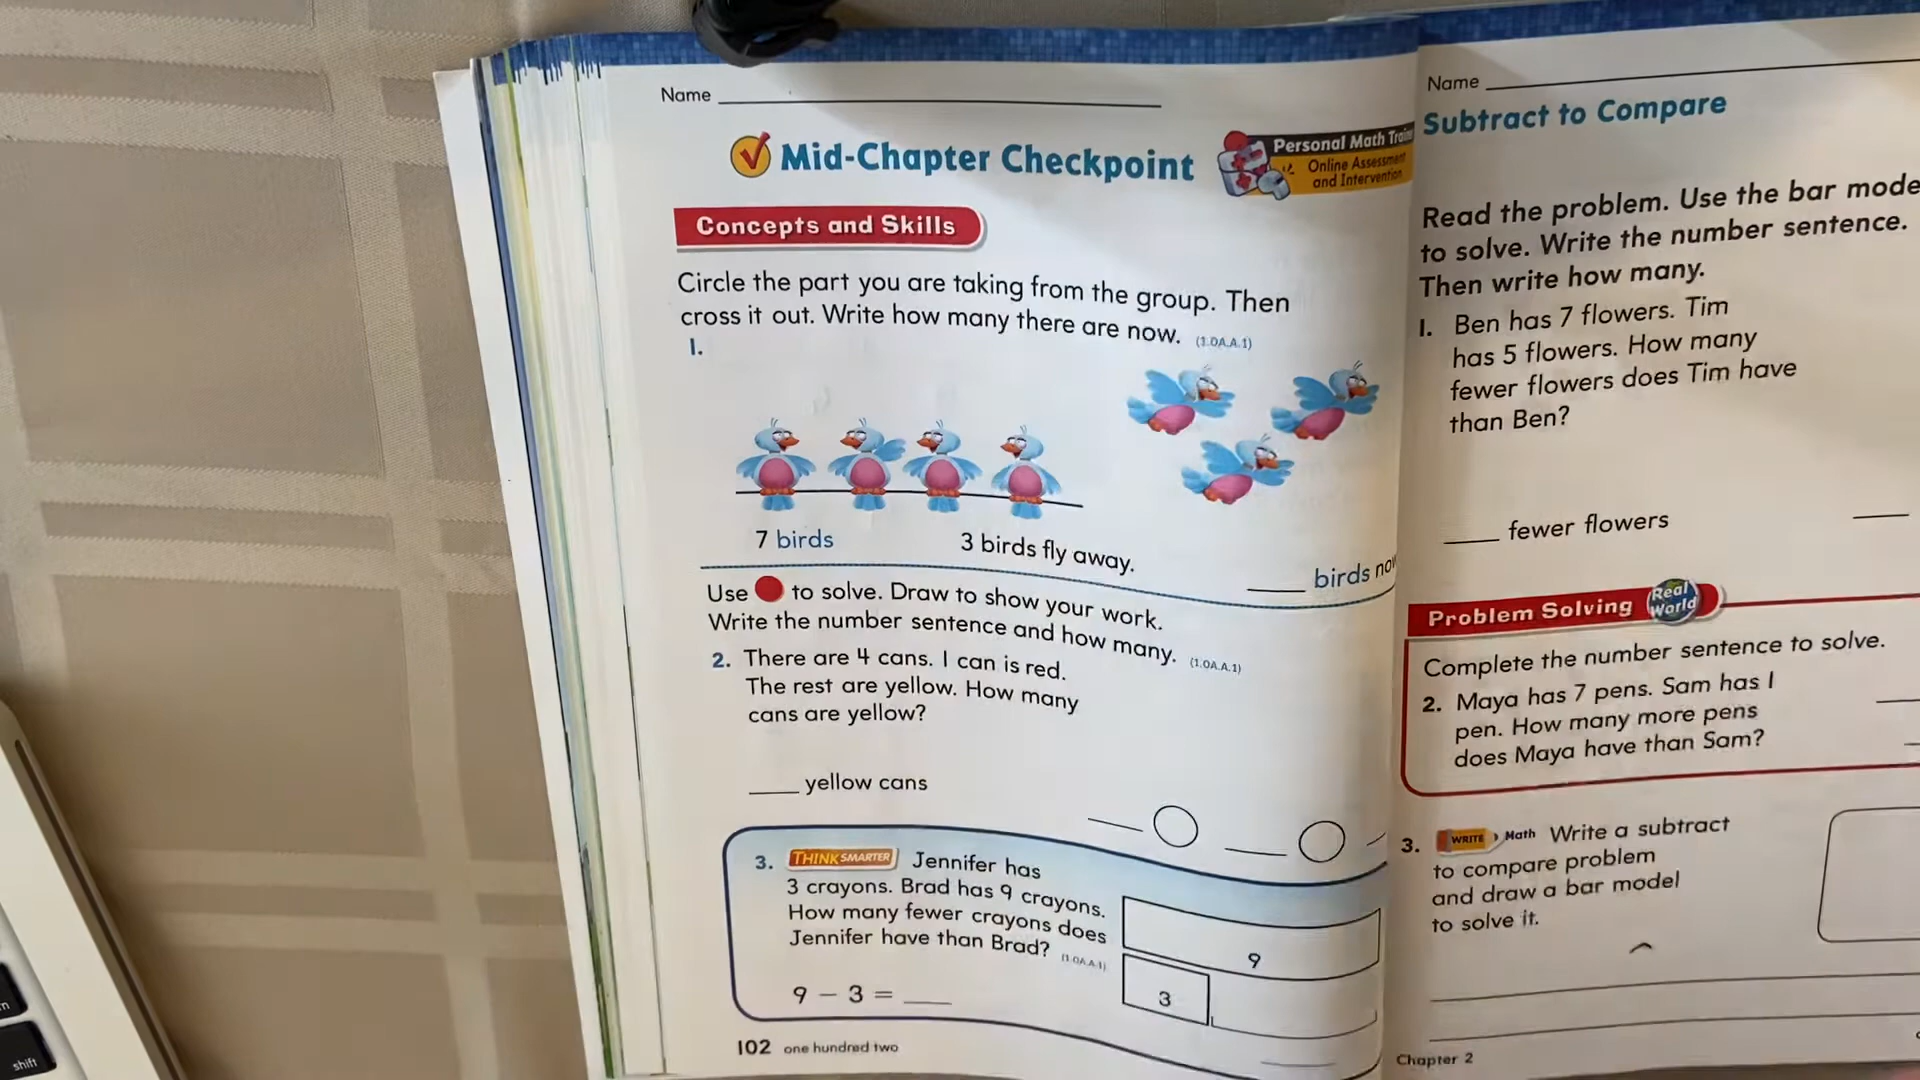 Name
Mid-Chapter Checkpoint
Personal Math
Online Assessment
and Intervention
Concepts and Skills
Circle the part you are taking from the group. Then
cross it out. Write how many there are now. (1.OA.A.1)
1.
7 birds
3 birds fly away.
birds
Use to solve. Draw to show your work.
Write the number sentence and how many. (1.OA.A.1)
2. There are 4 cans. 1 can is red.
The rest are yellow. How many
cans are yellow?
yellow cans
3. THINK SMARTER Jennifer has
3 crayons. Brad has 9 crayons.
How many fewer crayons does
Jennifer have than Brad? (1.OA.A.1)
9
3
9 - 3 =
102 one hundred two
Name
Subtract to Compare
Read the problem. Use the bar
to solve. Write the number sentence.
Then write how many.
1. Ben has 7 flowers. Tim
has 5 flowers. How many
fewer flowers does Tim have
than Ben?
fewer flowers
Problem Solving Real World
Complete the number sentence to solve.
2. Maya has 7 pens. Sam has 1
pen. How many more pens
does Maya have than Sam?
3. WRITE Math Write a subtract
to compare problem
and draw a bar model
to solve it.
Chapter 2
shift